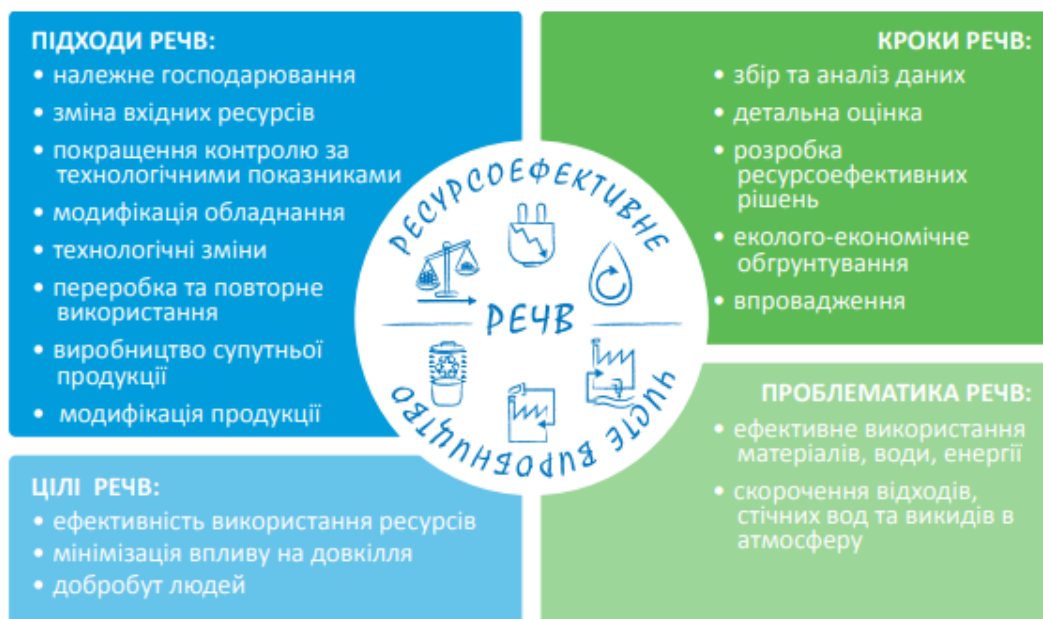 ПІДХОДИ РЕЧВ:
• належне господарювання
• зміна вхідних ресурсів
• покращення контролю за
технологічними показниками
• модифікація обладнання
• технологічні зміни
• переробка та повторне
використання
• виробництво супутньої
продукції
• модифікація продукції
КРОКИ РЕЧВ:
• збір та аналіз даних
• детальна оцінка
• розробка
ресурсоефективних
рішень
• еколого-економічне
обгрунтування
• впровадження
РЕСУРСОЕФЕКТИВНЕ
РЕЧВ
ЧИСТЕ ВИРОБНИЦТВО
ЦІЛІ РЕЧВ:
• ефективність використання ресурсів
• мінімізація впливу на довкілля
• добробут людей
ПРОБЛЕМАТИКА РЕЧВ:
• ефективне використання
матеріалів, води, енергії
• скорочення відходів,
стічних вод та викидів в
атмосферу